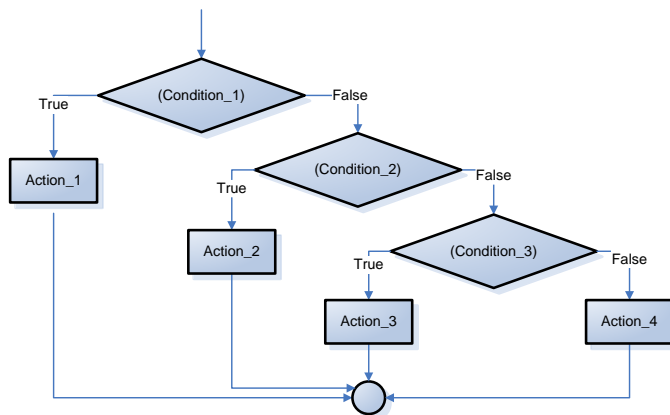 (Condition_1)
True
False
Action_1
(Condition_2)
True
False
Action_2
(Condition_3)
True
False
Action_3
Action_4